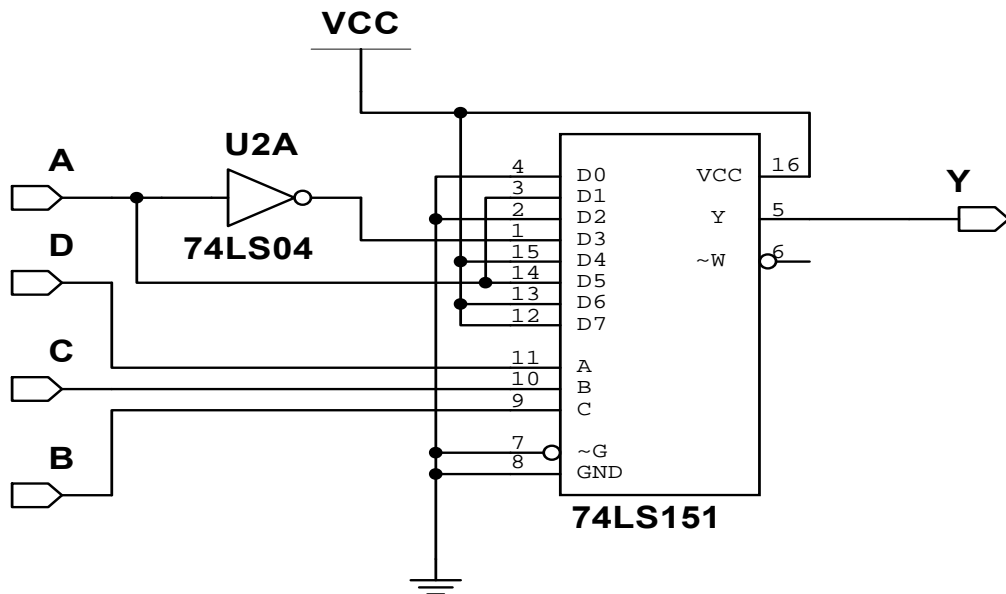 VCC
A
U2A
74LS04
D
C
B
4
3
2
1
15
14
13
12
11
10
9
7
8
D0
D1
D2
D3
D4
D5
D6
D7
A
B
C
~G
GND
VCC
Y
~W
16
5
6
Y
74LS151